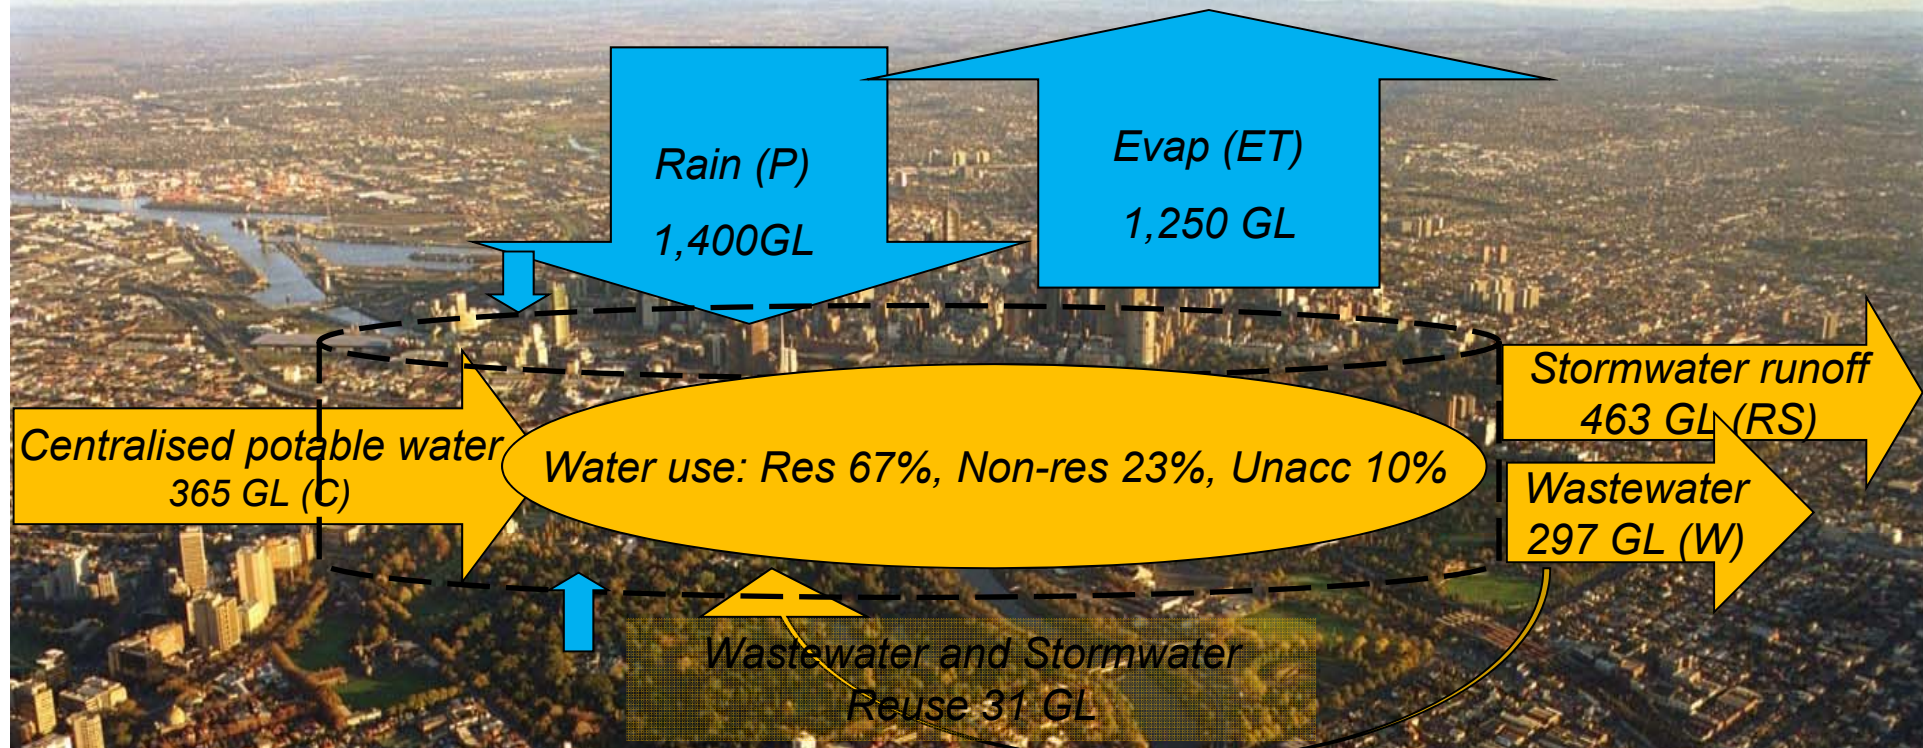 Rain (P)
1,400GL
Evap (ET)
1,250 GL
Centralised potable water
365 GL (C)
Water use: Res 67%, Non-res 23%, Unacc 10%
Stormwater runoff
463 GL (RS)
Wastewater
297 GL (W)
Wastewater and Stormwater
Reuse 31 GL